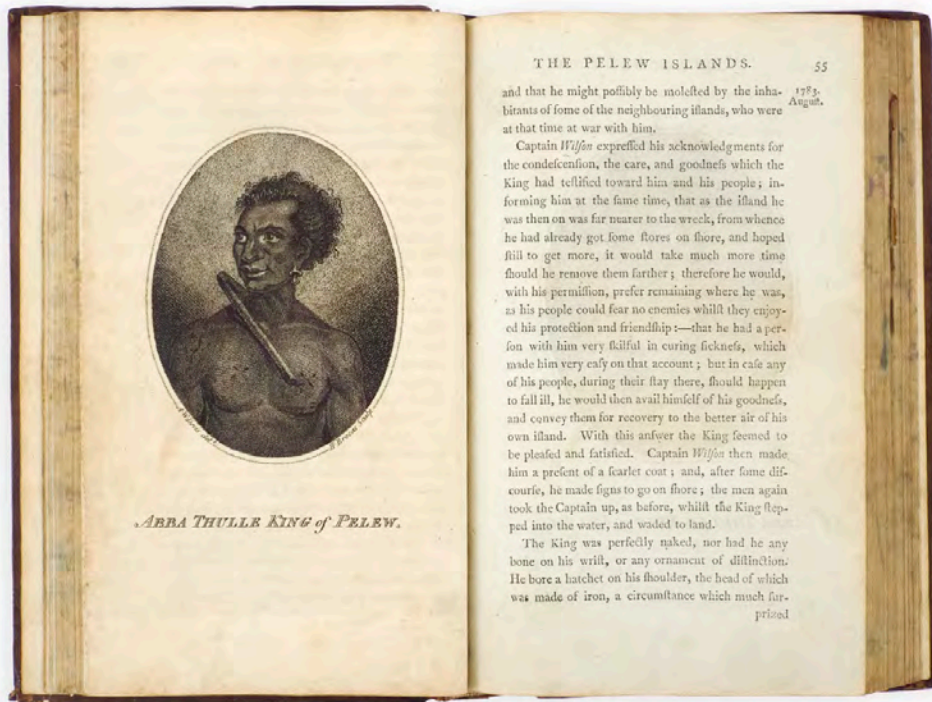 ABBA THULLE KING of PELEW.
THE PELEW ISLANDS.
55
and that he might poſſibly be moleſted by the inha-
1783.
Auguſt.
bitants of ſome of the neighbouring iſlands, who were
at that time at war with him.
Captain Wilſon expreſſed his acknowledgments for
the condeſcenſion, the care, and goodneſs which the
King had teſtified toward him and his people; in-
forming him at the ſame time, that as the iſland he
was then on was far nearer to the wreck, from whence
he had already got ſome ſtores on ſhore, and hoped
ſtill to get more, it would take much more time
ſhould he remove them farther; therefore he would,
with his permiſſion, prefer remaining where he was,
as his people could fear no enemies whilſt they enjoy-
ed his protection and friendſhip:—that he had a per-
ſon with him very ſkilful in curing ſickneſs, which
made him very eaſy on that account; but in caſe any
of his people, during their ſtay there, ſhould happen
to fall ill, he would then avail himſelf of his goodneſs,
and convey them for recovery to the better air of his
own iſland. With this anſwer the King ſeemed to
be pleaſed and ſatiſfied. Captain Wilſon then made
him a preſent of a ſcarlet coat; and, after ſome diſ-
courſe, he made ſigns to go on ſhore; the men again
took the Captain up, as before, whilſt the King ſtep-
ped into the water, and waded to land.
The King was perfectly naked, nor had he any
bone on his wriſt, or any ornament of diſtinction.
He bore a hatchet on his ſhoulder, the head of which
was made of iron, a circumſtance which much ſur-
prized